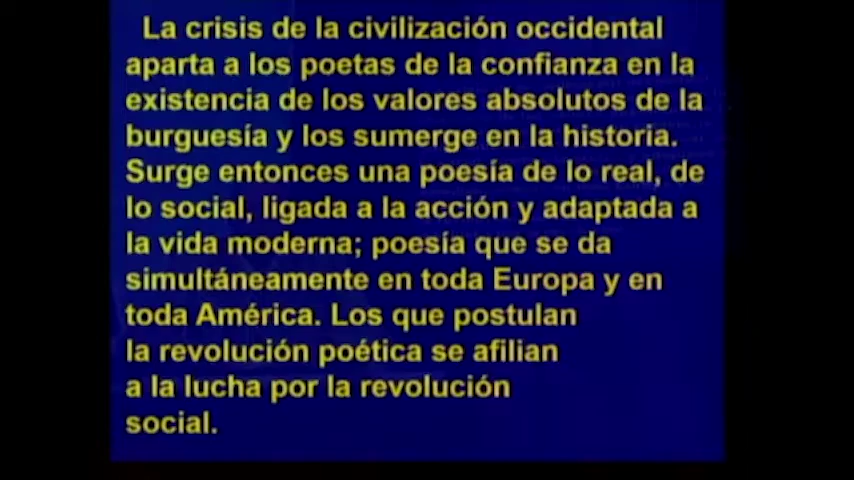 La crisis de la civilización occidental
aparta a los poetas de la confianza en la
existencia de los valores absolutos de la
burguesía y los sumerge en la historia.
Surge entonces una poesía de lo real, de
lo social, ligada a la acción y adaptada a
la vida moderna; poesía que se da
simultáneamente en toda Europa y en
toda América. Los que postulan
la revolución poética se afilian
a la lucha por la revolución
social.